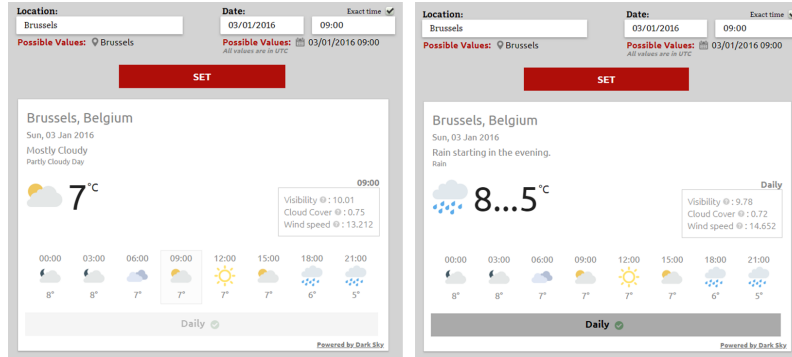 Location:
Date:
Exact time
Brussels
03/01/2016
09:00
Possible Values: Brussels
Possible Values: 03/01/2016 09:00
All values are in UTC
SET
Brussels, Belgium
Sun, 03 Jan 2016
Mostly Cloudy
Partly Cloudy Day
7°C
09:00
Visibility : 10.01
Cloud Cover : 0.75
Wind speed : 13.212
00:00 03:00 06:00 09:00 12:00 15:00 18:00 21:00
8° 8° 7° 7° 7° 7° 6° 5°
Daily
Powered by Dark Sky
Location:
Date:
Exact time
Brussels
03/01/2016
09:00
Possible Values: Brussels
Possible Values: 03/01/2016 09:00
All values are in UTC
SET
Brussels, Belgium
Sun, 03 Jan 2016
Rain starting in the evening.
Rain
8...5°C
Daily
Visibility : 9.78
Cloud Cover : 0.72
Wind speed : 14.652
00:00 03:00 06:00 09:00 12:00 15:00 18:00 21:00
8° 8° 7° 7° 7° 7° 6° 5°
Daily
Powered by Dark Sky